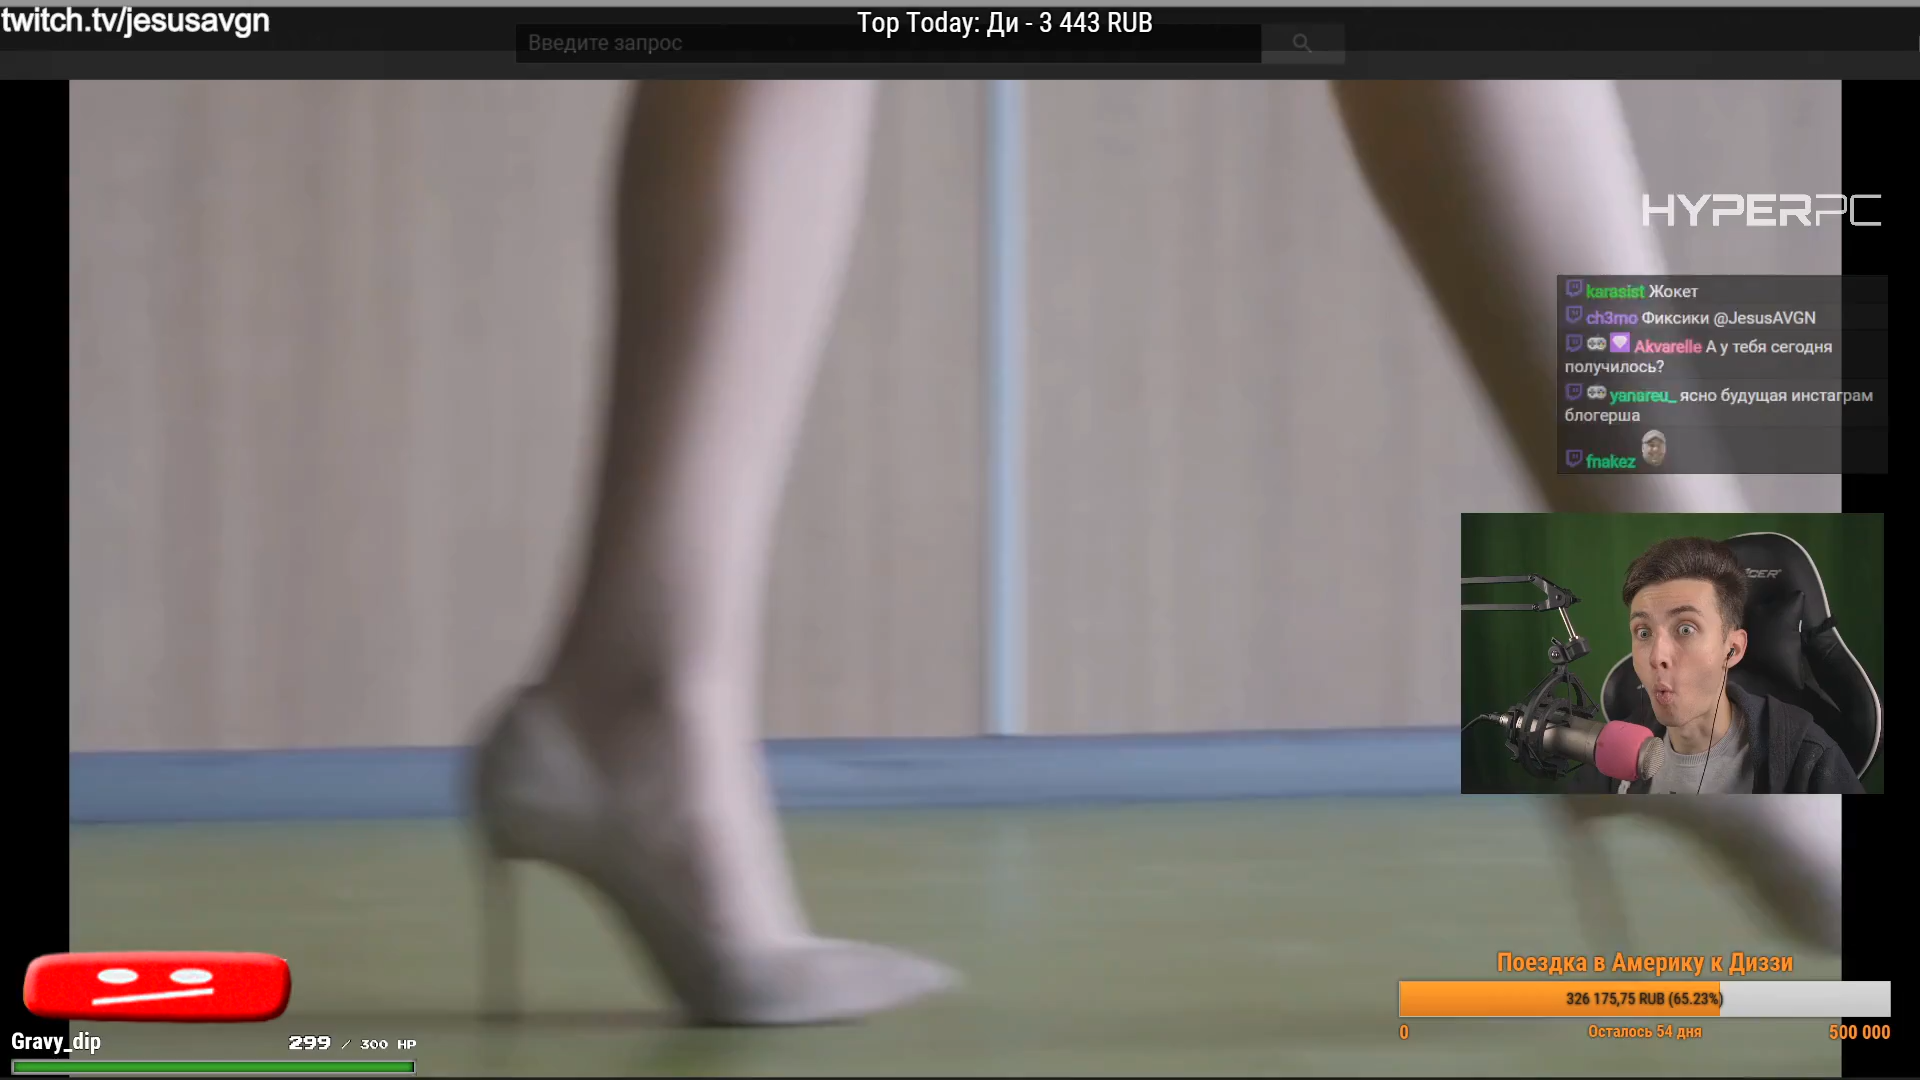 twitch.tv/jesusavgn
Top Today: Ди - 3 443 RUB
Введите запрос
HYPERPC
karasist Жокет
ch3mo Фиксики @JesusAVGN
Akvarelle А у тебя сегодня
получилось?
yanareu_ ясно будущая инстаграм
блогерша
fnakez
Поездка в Америку к Диззи
326 175,75 RUB (65.23%)
0
Осталось 54 дня
500 000
Gravy_dip
299 / 300 HP